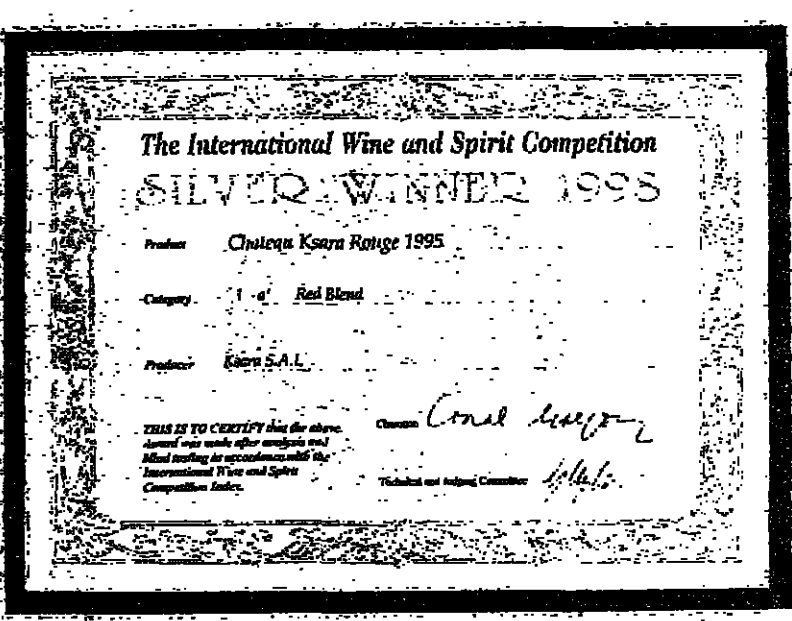 The International Wine and Spirit Competition
SILVER WINNER 1998
Product Chateau Ksara Rouge 1995
Category 1 a Red Blend
Producer Ksara S.A.L
THIS IS TO CERTIFY that the above
Award was made after analysis and
blind tasting in accordance with the
International Wine and Spirit
Competition Index.
Chairman
Technical and Judging Committee